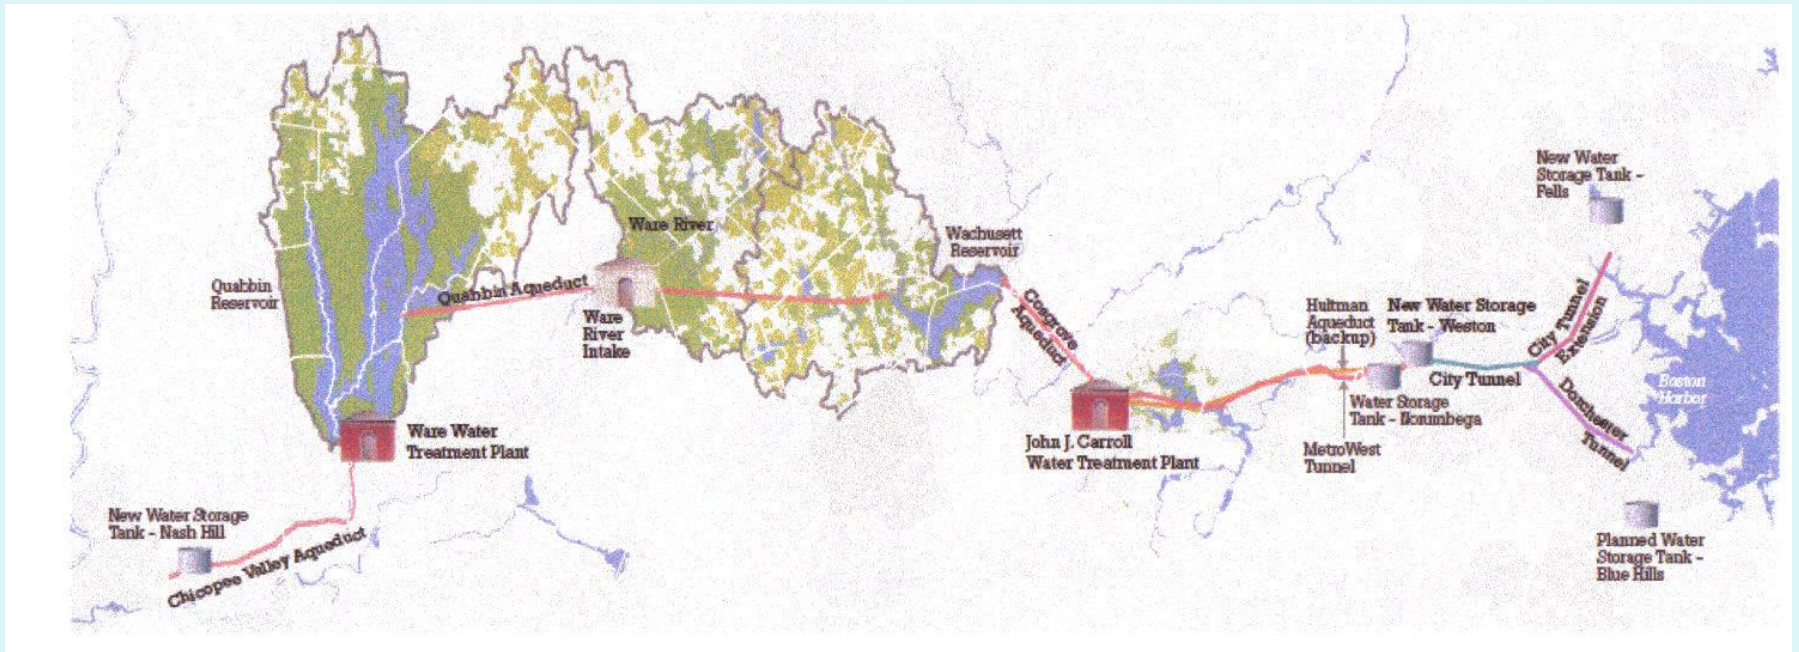 New Water
Storage Tank -
Fells
Ware River
Wachusett
Reservoir
Quabbin
Reservoir
Quabbin Aqueduct
Ware
River
Intake
Cosgrove
Aqueduct
Hultman
Aqueduct
(backup)
New Water Storage
Tank - Weston
City Tunnel
Extension
City Tunnel
Boston
Harbor
Water Storage
Tank - Norumbega
Dorchester
Tunnel
Ware Water
Treatment Plant
John J. Carroll
Water Treatment Plant
MetroWest
Tunnel
New Water Storage
Tank - Nash Hill
Chicopee Valley Aqueduct
Planned Water
Storage Tank -
Blue Hills